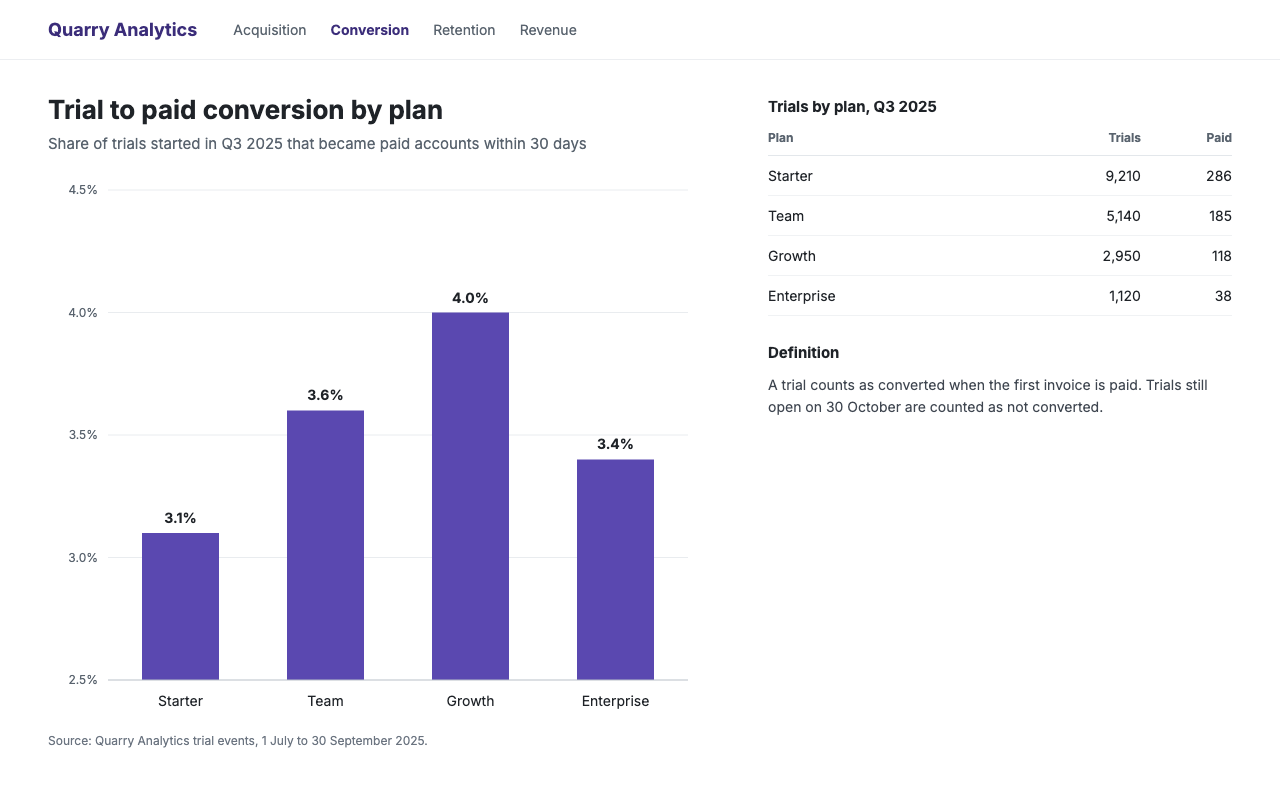 Quarry Analytics Acquisition Conversion Retention Revenue
Trial to paid conversion by plan
Share of trials started in Q3 2025 that became paid accounts within 30 days
4.5%
4.0%
3.5%
3.0%
2.5%
3.1%
3.6%
4.0%
3.4%
Starter Team Growth Enterprise
Source: Quarry Analytics trial events, 1 July to 30 September 2025.
Trials by plan, Q3 2025
Plan Trials Paid
Starter 9,210 286
Team 5,140 185
Growth 2,950 118
Enterprise 1,120 38
Definition
A trial counts as converted when the first invoice is paid. Trials still
open on 30 October are counted as not converted.